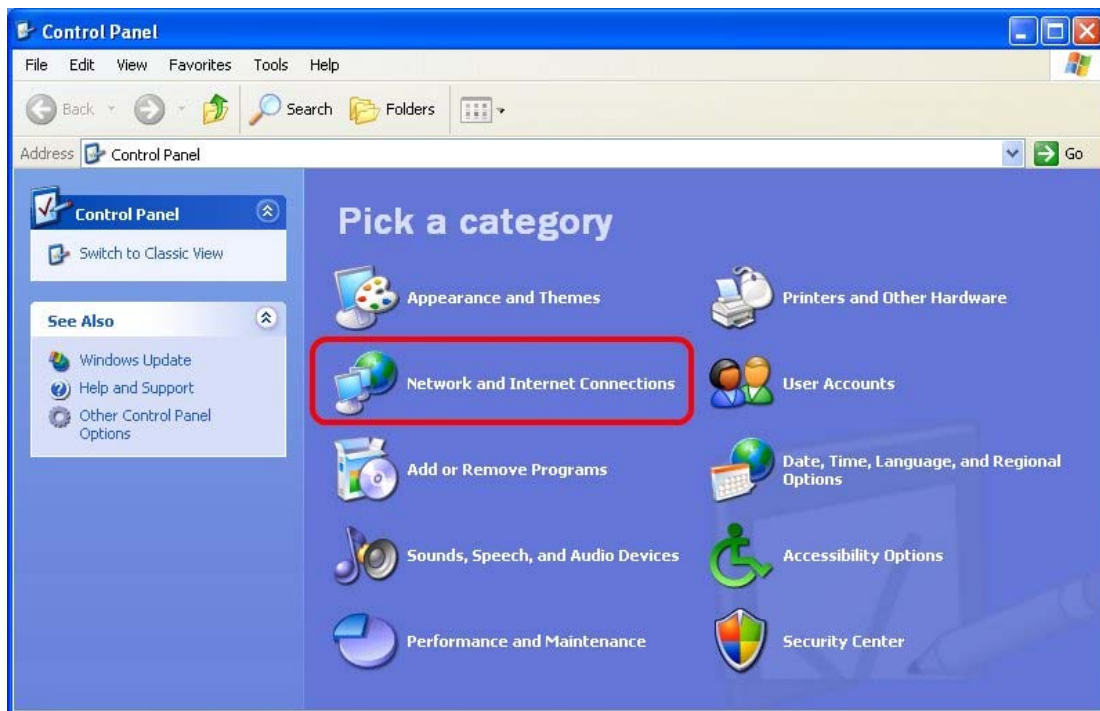 Control Panel
File Edit View Favorites Tools Help
Back Search Folders
Address Control Panel Go
Control Panel
Switch to Classic View
See Also
Windows Update
Help and Support
Other Control Panel
Options
Pick a category
Appearance and Themes
Printers and Other Hardware
Network and Internet Connections
User Accounts
Add or Remove Programs
Date, Time, Language, and Regional
Options
Sounds, Speech, and Audio Devices
Accessibility Options
Performance and Maintenance
Security Center